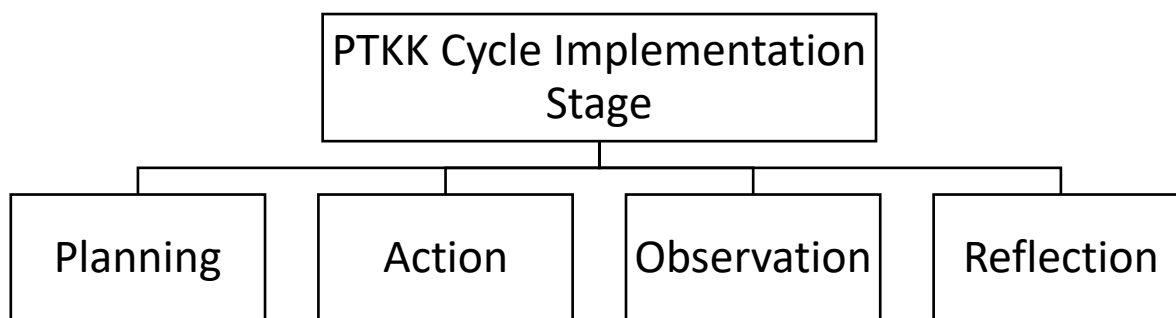 PTKK Cycle Implementation
Stage
Planning
Action
Observation
Reflection